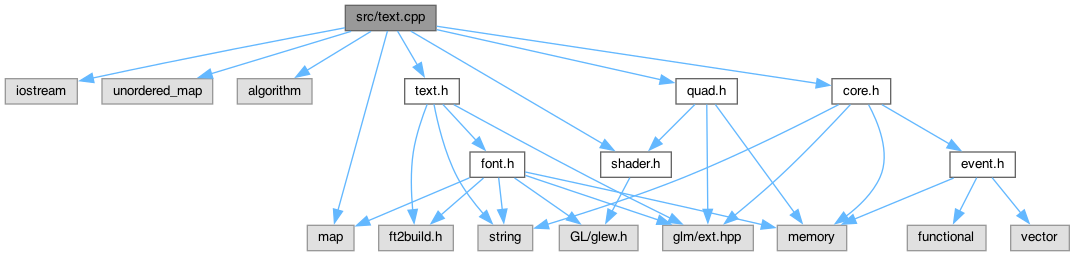 src/text.cpp
iostream
unordered_map
algorithm
text.h
quad.h
core.h
font.h
shader.h
event.h
map
ft2build.h
string
GL/glew.h
glm/ext.hpp
memory
functional
vector